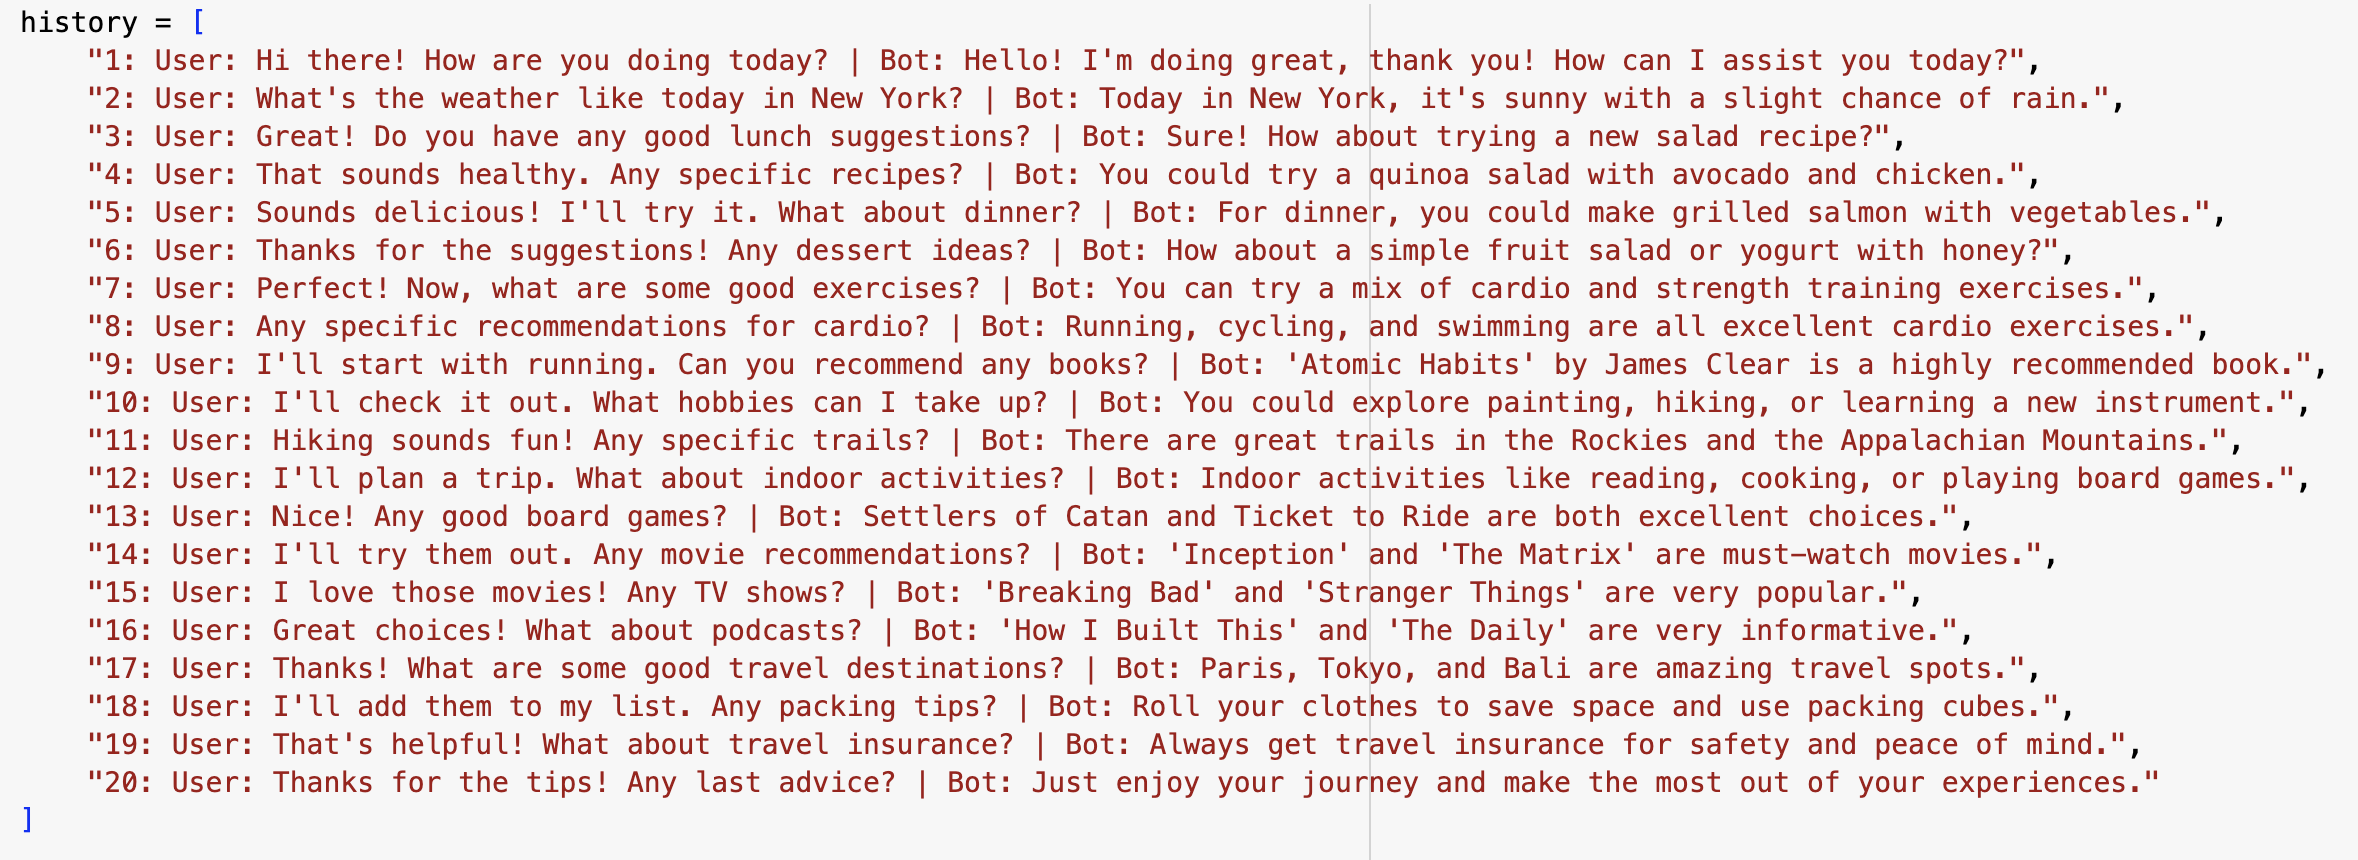 history = [
    "1: User: Hi there! How are you doing today? | Bot: Hello! I'm doing great, thank you! How can I assist you today?",
    "2: User: What's the weather like today in New York? | Bot: Today in New York, it's sunny with a slight chance of rain.",
    "3: User: Great! Do you have any good lunch suggestions? | Bot: Sure! How about trying a new salad recipe?",
    "4: User: That sounds healthy. Any specific recipes? | Bot: You could try a quinoa salad with avocado and chicken.",
    "5: User: Sounds delicious! I'll try it. What about dinner? | Bot: For dinner, you could make grilled salmon with vegetables.",
    "6: User: Thanks for the suggestions! Any dessert ideas? | Bot: How about a simple fruit salad or yogurt with honey?",
    "7: User: Perfect! Now, what are some good exercises? | Bot: You can try a mix of cardio and strength training exercises.",
    "8: User: Any specific recommendations for cardio? | Bot: Running, cycling, and swimming are all excellent cardio exercises.",
    "9: User: I'll start with running. Can you recommend any books? | Bot: 'Atomic Habits' by James Clear is a highly recommended book.",
    "10: User: I'll check it out. What hobbies can I take up? | Bot: You could explore painting, hiking, or learning a new instrument.",
    "11: User: Hiking sounds fun! Any specific trails? | Bot: There are great trails in the Rockies and the Appalachian Mountains.",
    "12: User: I'll plan a trip. What about indoor activities? | Bot: Indoor activities like reading, cooking, or playing board games.",
    "13: User: Nice! Any good board games? | Bot: Settlers of Catan and Ticket to Ride are both excellent choices.",
    "14: User: I'll try them out. Any movie recommendations? | Bot: 'Inception' and 'The Matrix' are must-watch movies.",
    "15: User: I love those movies! Any TV shows? | Bot: 'Breaking Bad' and 'Stranger Things' are very popular.",
    "16: User: Great choices! What about podcasts? | Bot: 'How I Built This' and 'The Daily' are very informative.",
    "17: User: Thanks! What are some good travel destinations? | Bot: Paris, Tokyo, and Bali are amazing travel spots.",
    "18: User: I'll add them to my list. Any packing tips? | Bot: Roll your clothes to save space and use packing cubes.",
    "19: User: That's helpful! What about travel insurance? | Bot: Always get travel insurance for safety and peace of mind.",
    "20: User: Thanks for the tips! Any last advice? | Bot: Just enjoy your journey and make the most out of your experiences."
]